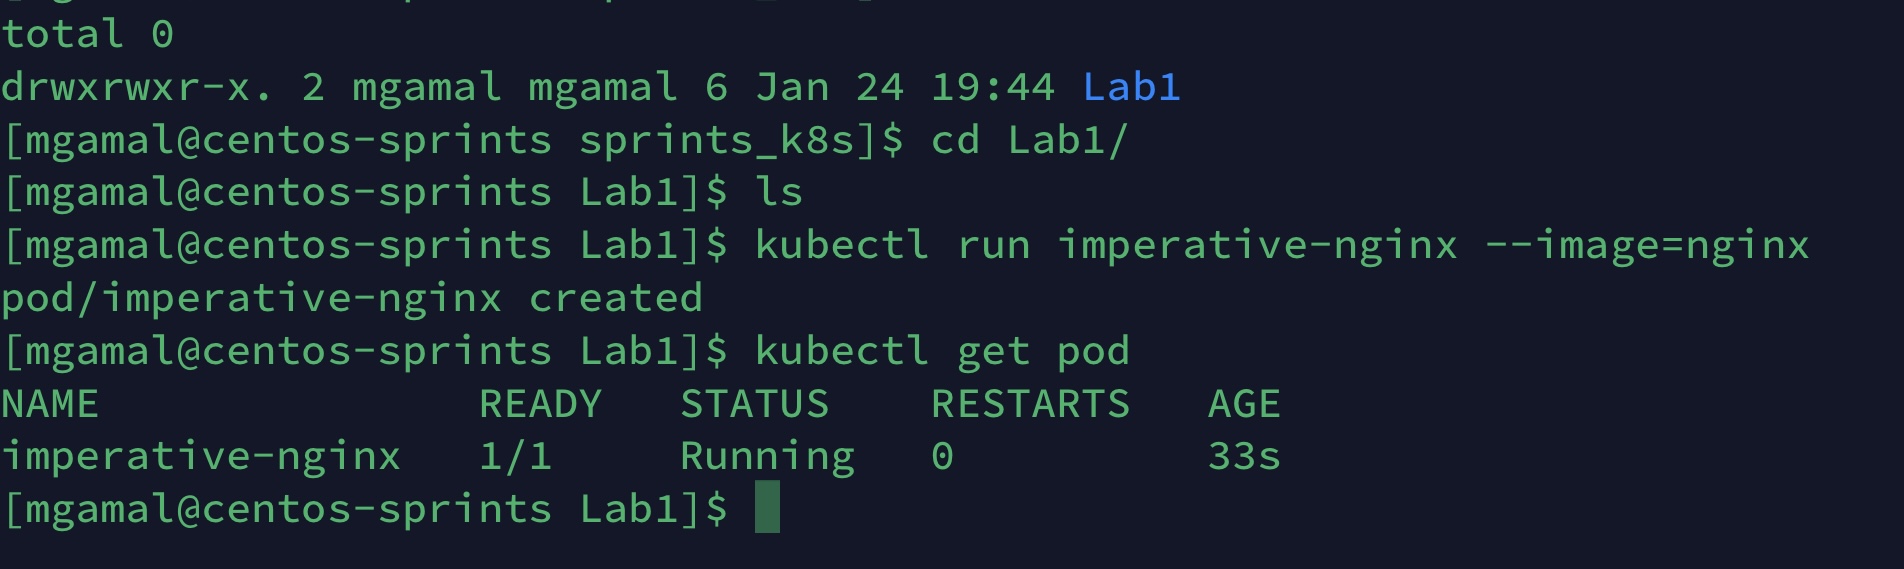 total 0
drwxrwxr-x. 2 mgamal mgamal 6 Jan 24 19:44 Lab1
[mgamal@centos-sprints sprints_k8s]$ cd Lab1/
[mgamal@centos-sprints Lab1]$ ls
[mgamal@centos-sprints Lab1]$ kubectl run imperative-nginx --image=nginx
pod/imperative-nginx created
[mgamal@centos-sprints Lab1]$ kubectl get pod
NAME               READY   STATUS    RESTARTS   AGE
imperative-nginx   1/1     Running   0          33s
[mgamal@centos-sprints Lab1]$